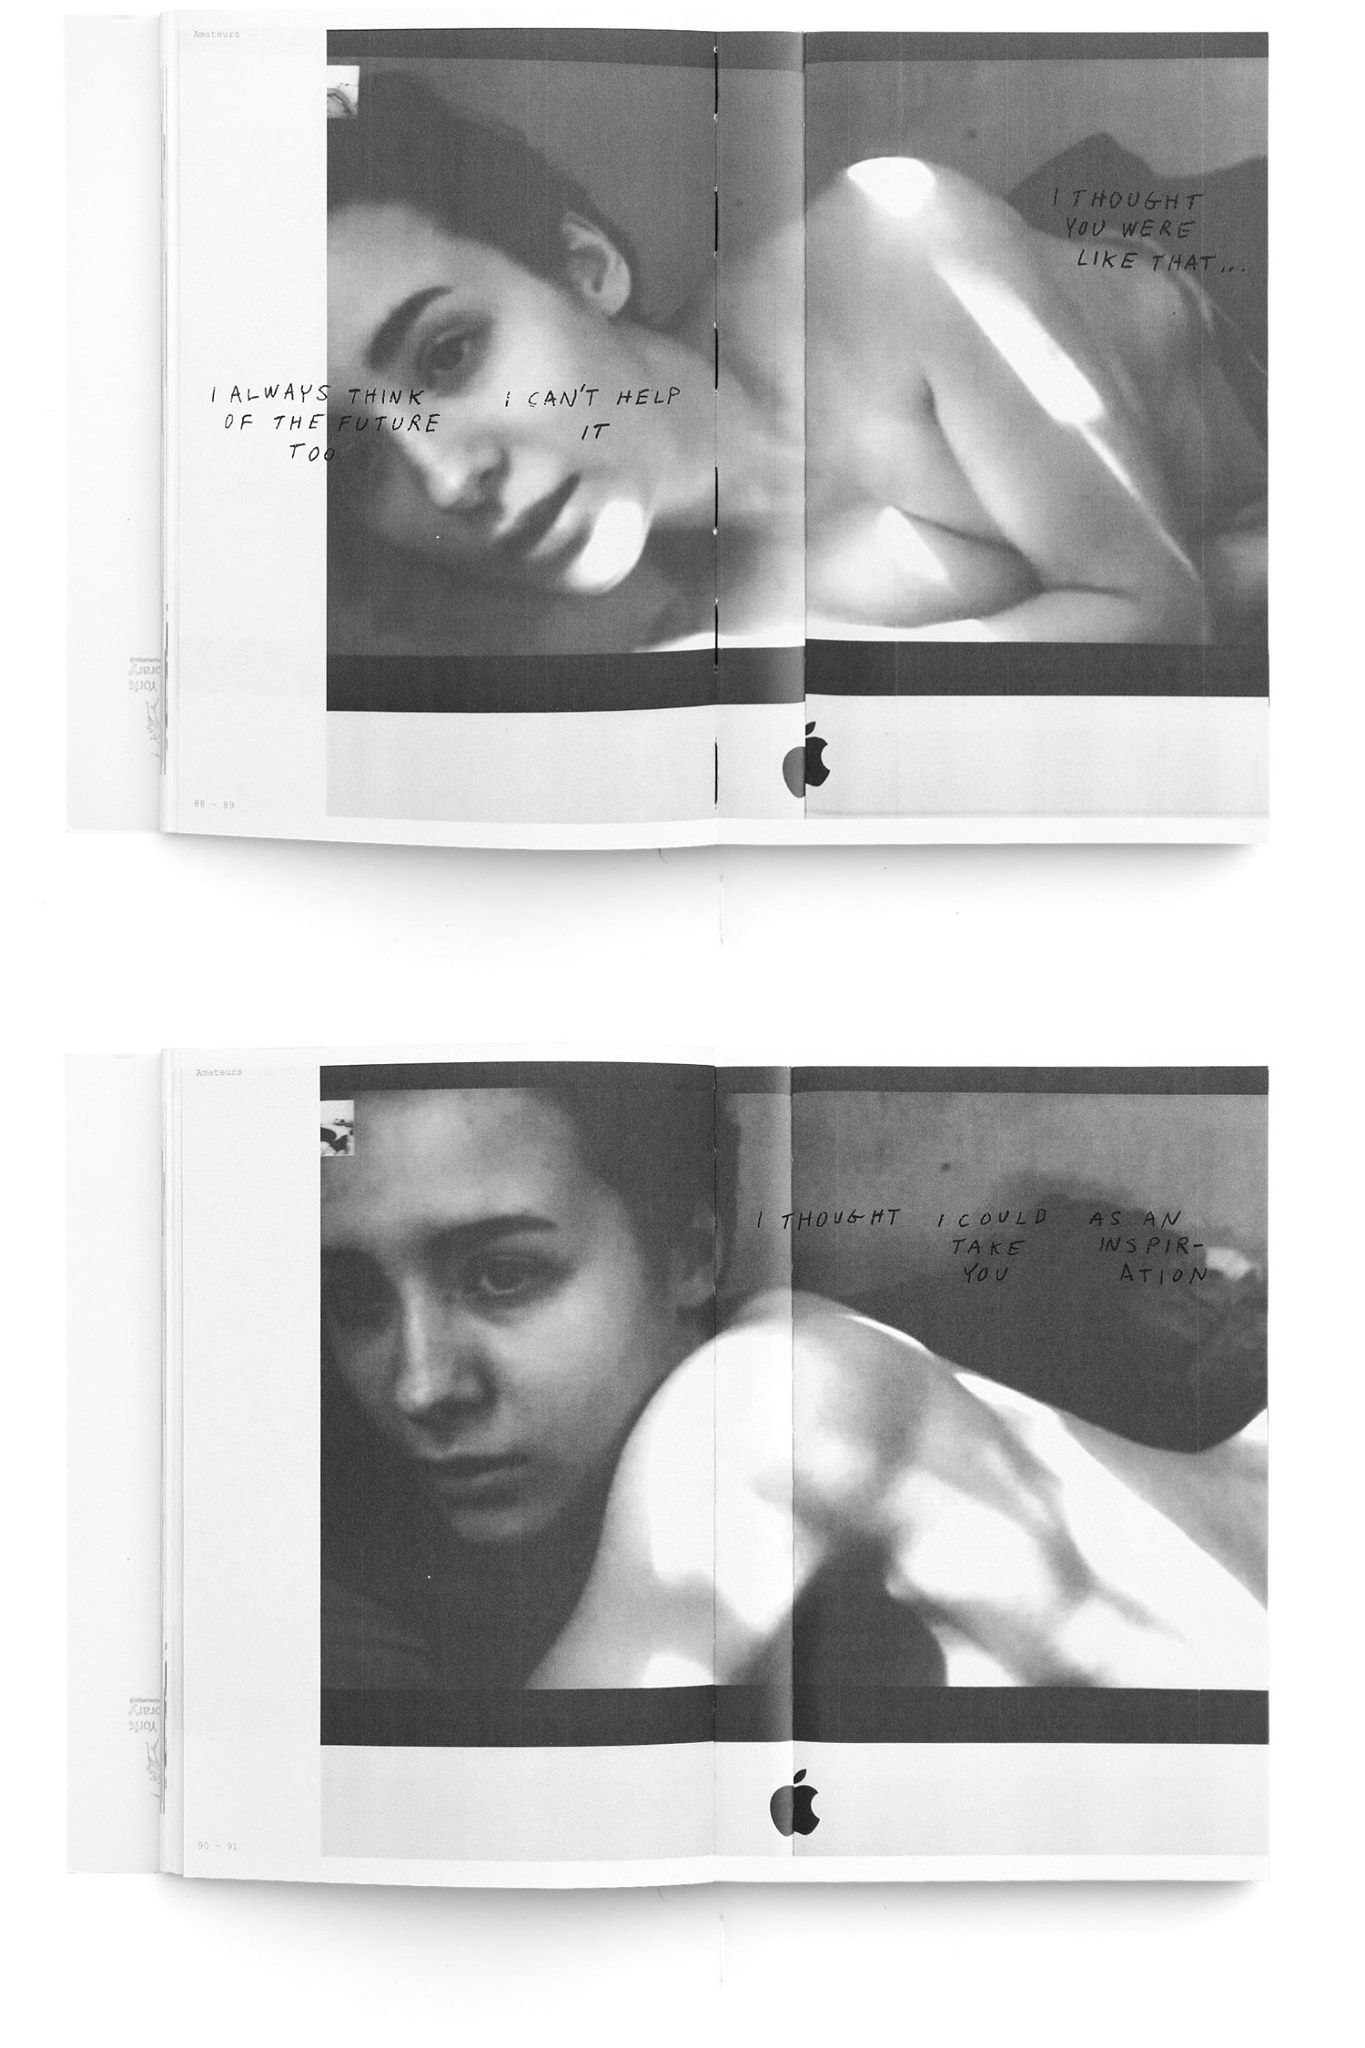 Amateurs
I THOUGHT
YOU WERE
LIKE THAT...
I ALWAYS THINK
OF THE FUTURE
TOO
I CAN'T HELP
IT
88 – 89
Amateurs
I THOUGHT
I COULD
TAKE
YOU
AS AN
INSPIR-
ATION
90 – 91